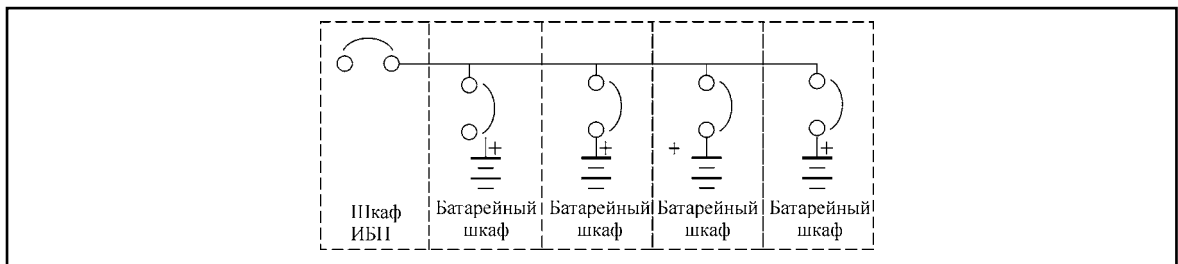 + + + +
Шкаф Батарейный Батарейный Батарейный Батарейный
ИБП шкаф шкаф шкаф шкаф